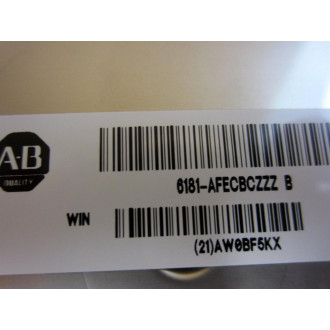 A-B
QUALITY
6181-AFECBCZZZ B
WIN
(21)AW0BF5KX